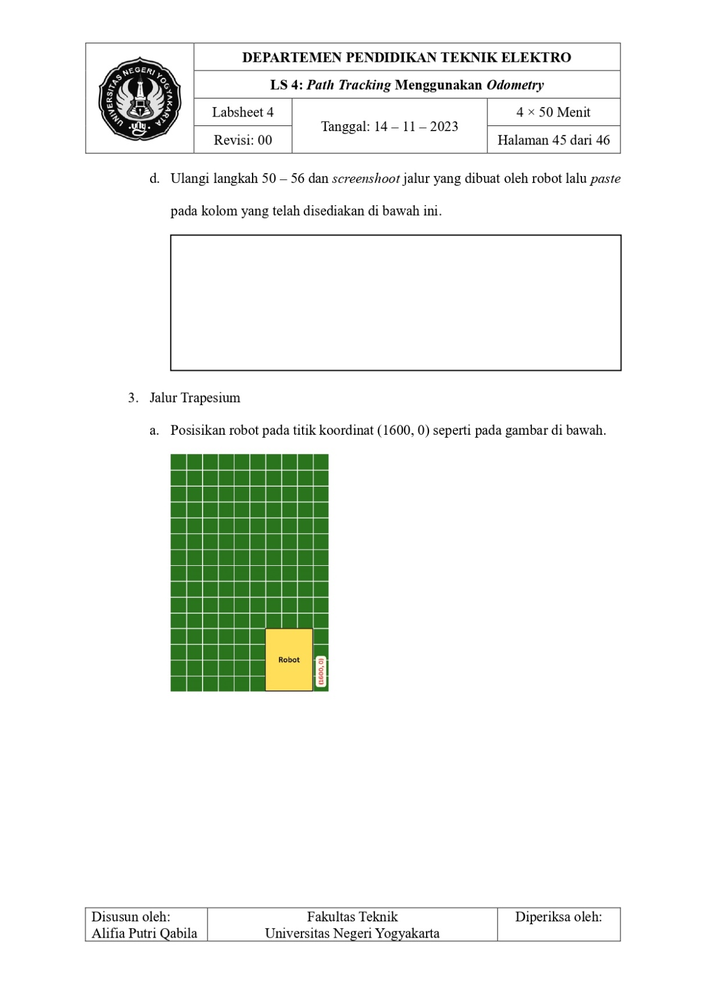 UNIVERSITAS NEGERI YOGYAKARTA
uny
DEPARTEMEN PENDIDIKAN TEKNIK ELEKTRO
LS 4: Path Tracking Menggunakan Odometry
Labsheet 4
Tanggal: 14 – 11 – 2023
4 × 50 Menit
Revisi: 00
Halaman 45 dari 46
d. Ulangi langkah 50 – 56 dan screenshoot jalur yang dibuat oleh robot lalu paste
pada kolom yang telah disediakan di bawah ini.
3. Jalur Trapesium
a. Posisikan robot pada titik koordinat (1600, 0) seperti pada gambar di bawah.
Robot
(1600, 0)
Disusun oleh:
Alifia Putri Qabila
Fakultas Teknik
Universitas Negeri Yogyakarta
Diperiksa oleh: